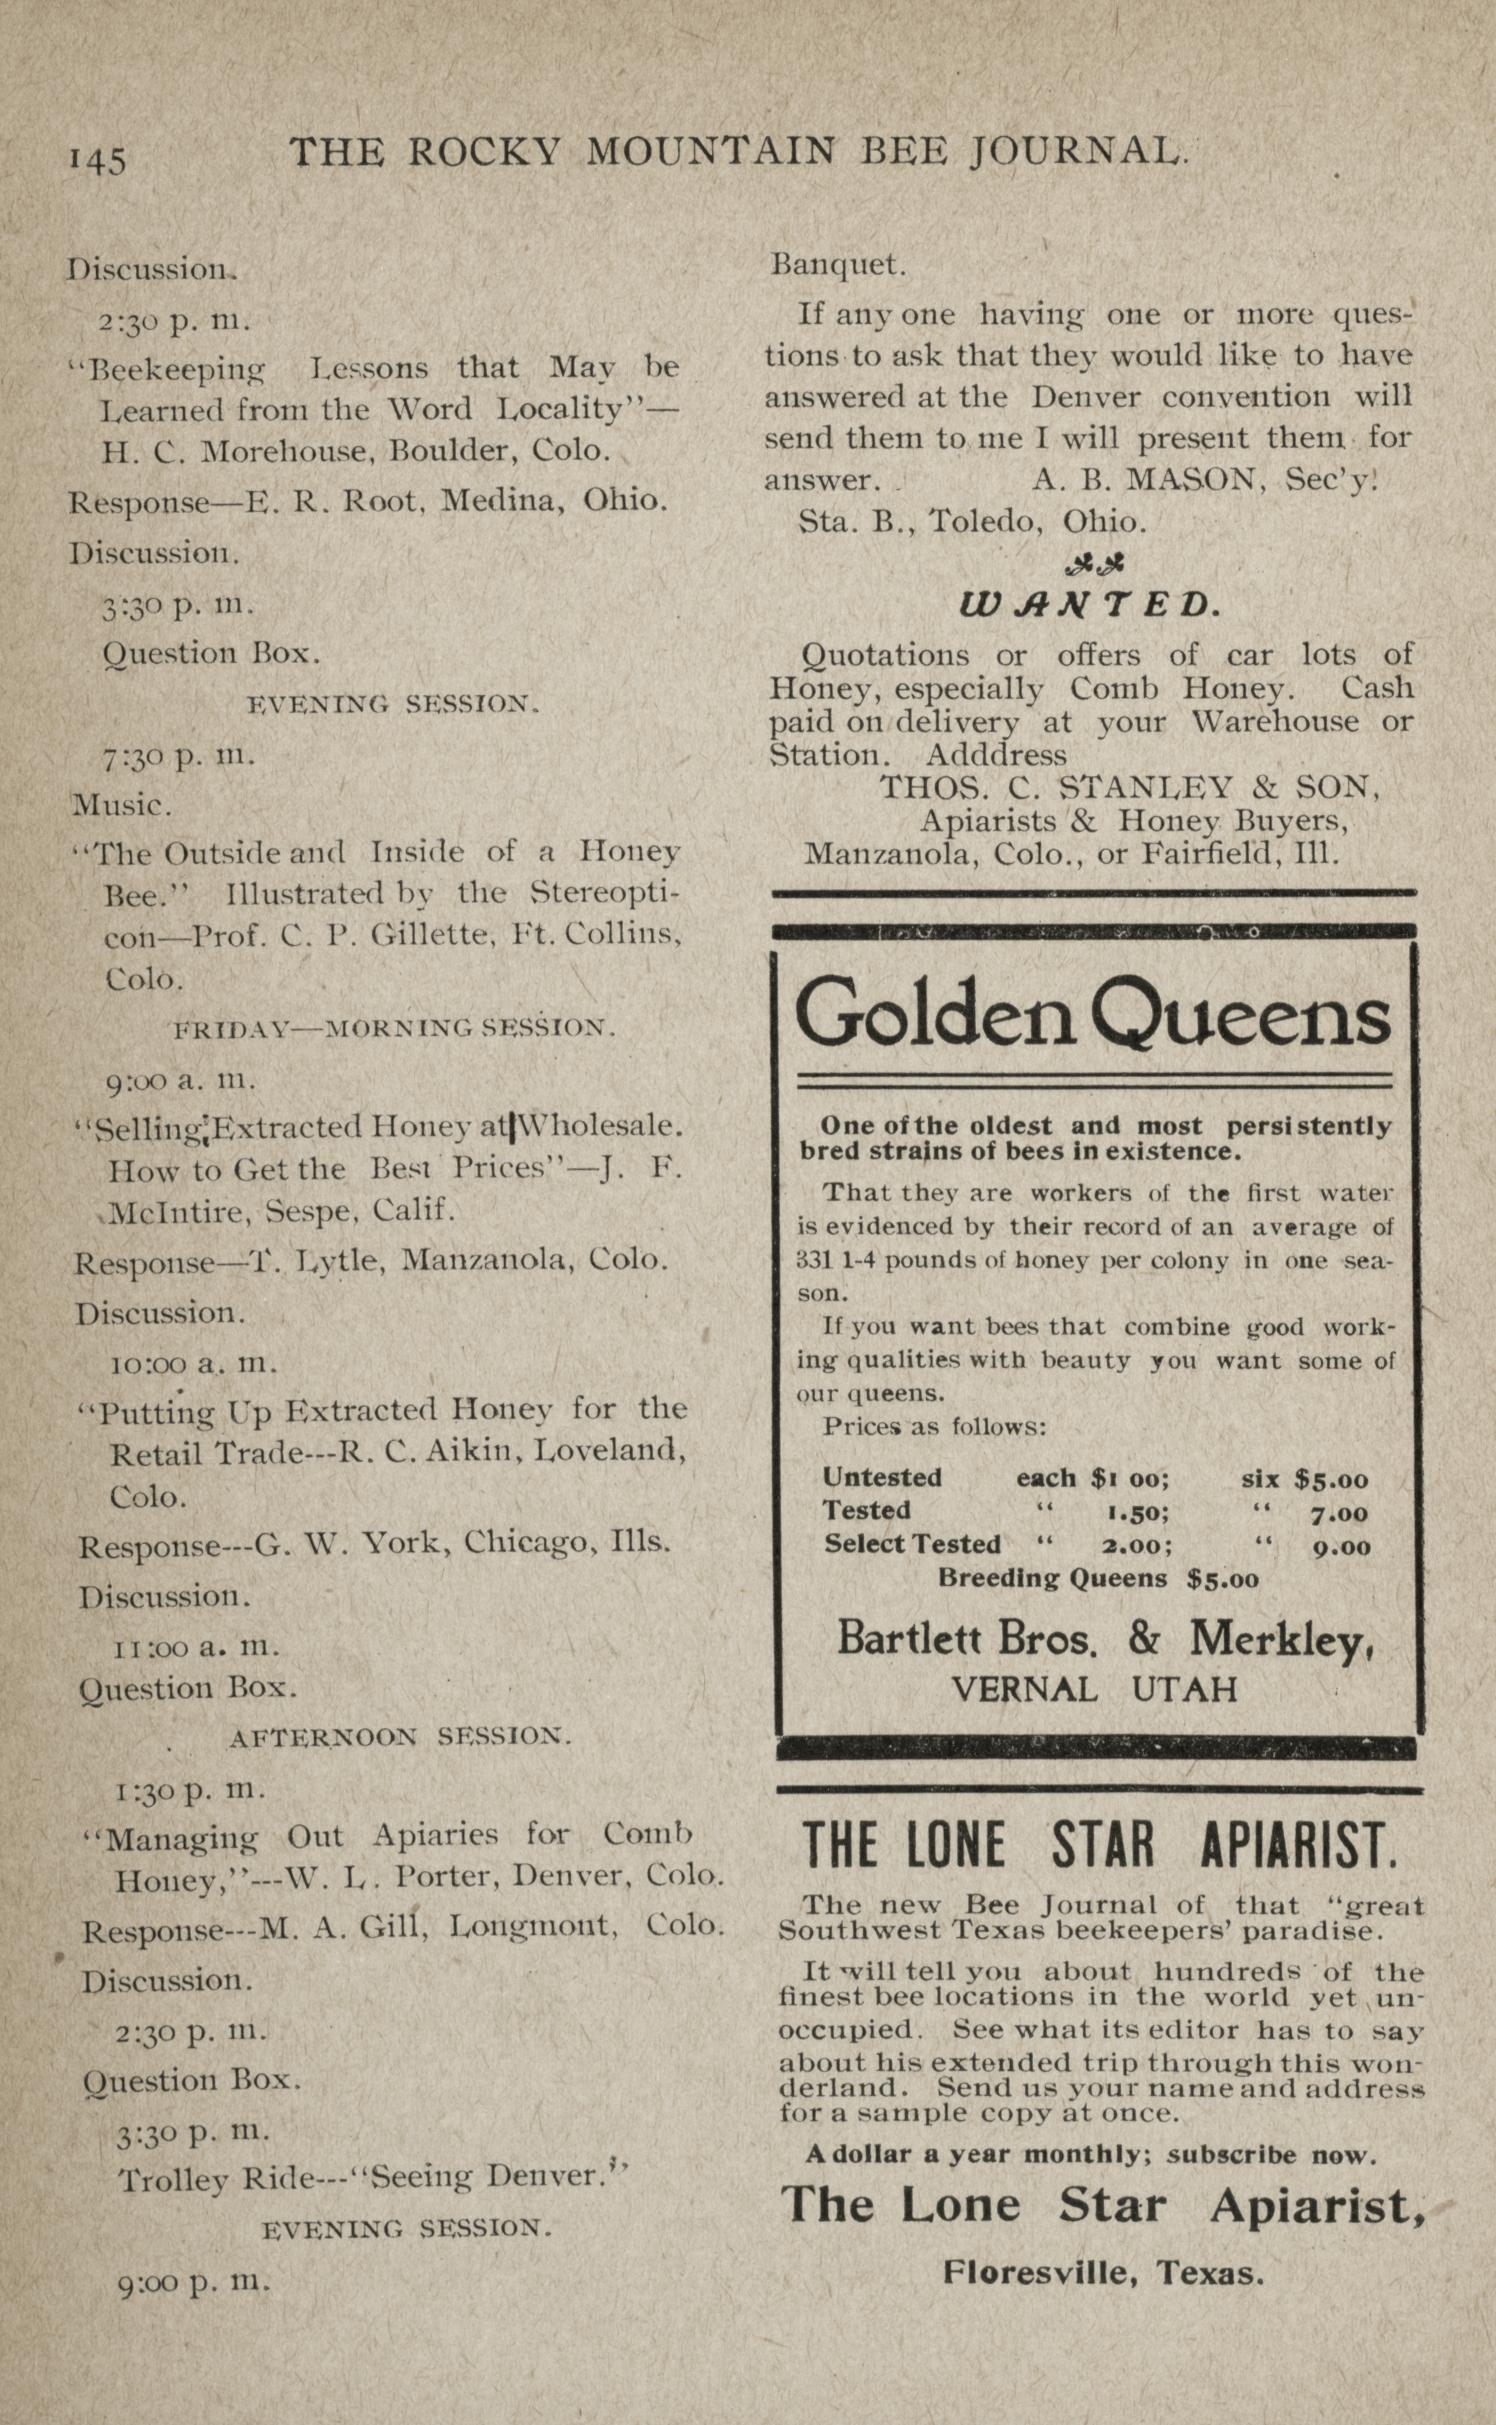 145
THE ROCKY MOUNTAIN BEE JOURNAL.
Discussion.
2:30 p. m.
“Beekeeping Lessons that May be
Learned from the Word Locality”—
H. C. Morehouse, Boulder, Colo.
Response—E. R. Root, Medina, Ohio.
Discussion.
3:30 p. m.
Question Box.
EVENING SESSION.
7:30 p. m.
Music.
“The Outside and Inside of a Honey
Bee.” Illustrated by the Stereopti-
con—Prof. C. P. Gillette, Ft. Collins,
Colo.
FRIDAY—MORNING SESSION.
9:00 a. m.
“Selling Extracted Honey at Wholesale.
How to Get the Best Prices”—J. F.
McIntire, Sespe, Calif.
Response—T. Lytle, Manzanola, Colo.
Discussion.
10:00 a. m.
“Putting Up Extracted Honey for the
Retail Trade---R. C. Aikin, Loveland,
Colo.
Response---G. W. York, Chicago, Ills.
Discussion.
11:00 a. m.
Question Box.
AFTERNOON SESSION.
1:30 p. m.
“Managing Out Apiaries for Comb
Honey,”---W. L. Porter, Denver, Colo.
Response---M. A. Gill, Longmont, Colo.
Discussion.
2:30 p. m.
Question Box.
3:30 p. m.
Trolley Ride---“Seeing Denver.”
EVENING SESSION.
9:00 p. m.
Banquet.
If any one having one or more ques-
tions to ask that they would like to have
answered at the Denver convention will
send them to me I will present them for
answer. A. B. MASON, Sec’y.
Sta. B., Toledo, Ohio.
WANTED.
Quotations or offers of car lots of
Honey, especially Comb Honey. Cash
paid on delivery at your Warehouse or
Station. Adddress
THOS. C. STANLEY & SON,
Apiarists & Honey Buyers,
Manzanola, Colo., or Fairfield, Ill.
Golden Queens
One of the oldest and most persistently
bred strains of bees in existence.
That they are workers of the first water
is evidenced by their record of an average of
331 1-4 pounds of honey per colony in one sea-
son.
If you want bees that combine good work-
ing qualities with beauty you want some of
our queens.
Prices as follows:
Untested each $1 00; six $5.00
Tested “ 1.50; “ 7.00
Select Tested “ 2.00; “ 9.00
Breeding Queens $5.00
Bartlett Bros. & Merkley,
VERNAL UTAH
THE LONE STAR APIARIST.
The new Bee Journal of that “great
Southwest Texas beekeepers’ paradise.
It will tell you about hundreds of the
finest bee locations in the world yet un-
occupied. See what its editor has to say
about his extended trip through this won-
derland. Send us your name and address
for a sample copy at once.
A dollar a year monthly; subscribe now.
The Lone Star Apiarist,
Floresville, Texas.